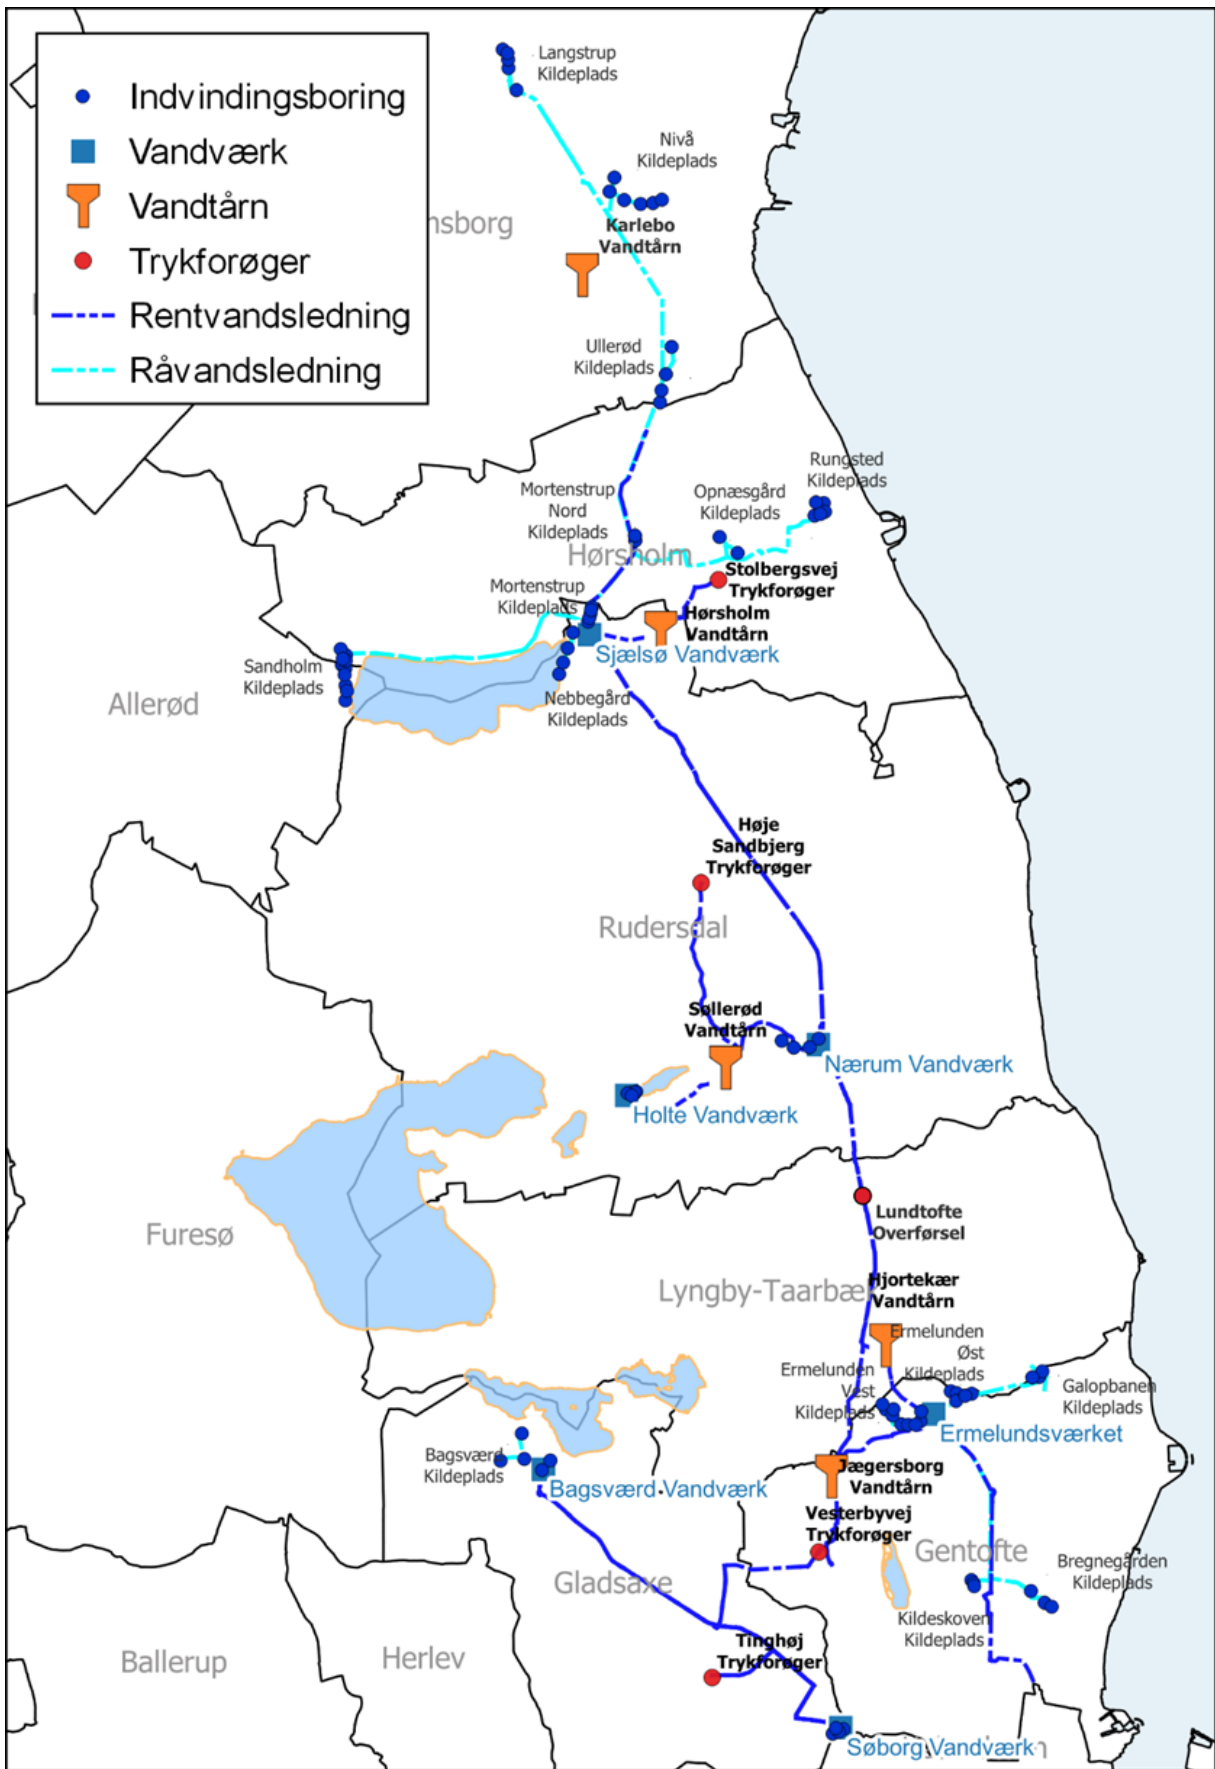 Indvindingsboring
Vandværk
Vandtårn
Trykforøger
Rentvandsledning
Råvandsledning
Langstrup
Kildeplads
Nivå
Kildeplads
nsborg
Karlebo
Vandtårn
Ullerød
Kildeplads
Rungsted
Kildeplads
Mortenstrup
Nord
Kildeplads
Opnæsgård
Kildeplads
Hørsholm
Stolbergsvej
Trykforøger
Mortenstrup
Kildeplads
Hørsholm
Vandtårn
Sjælsø Vandværk
Sandholm
Kildeplads
Nebbegård
Kildeplads
Allerød
Høje
Sandbjerg
Trykforøger
Rudersdal
Søllerød
Vandtårn
Nærum Vandværk
Holte Vandværk
Lundtofte
Overførsel
Furesø
Hjortekær
Vandtårn
Lyngby-Taarbæk
Ermelunden
Øst
Kildeplads
Ermelunden
Vest
Kildeplads
Galopbanen
Kildeplads
Ermelundsværket
Bagsværd
Kildeplads
Bagsværd Vandværk
Jægersborg
Vandtårn
Vesterbyvej
Trykforøger
Gentofte
Bregnegården
Kildeplads
Gladsaxe
Kildeskoven
Kildeplads
Tinghøj
Trykforøger
Ballerup
Herlev
Søborg Vandværk